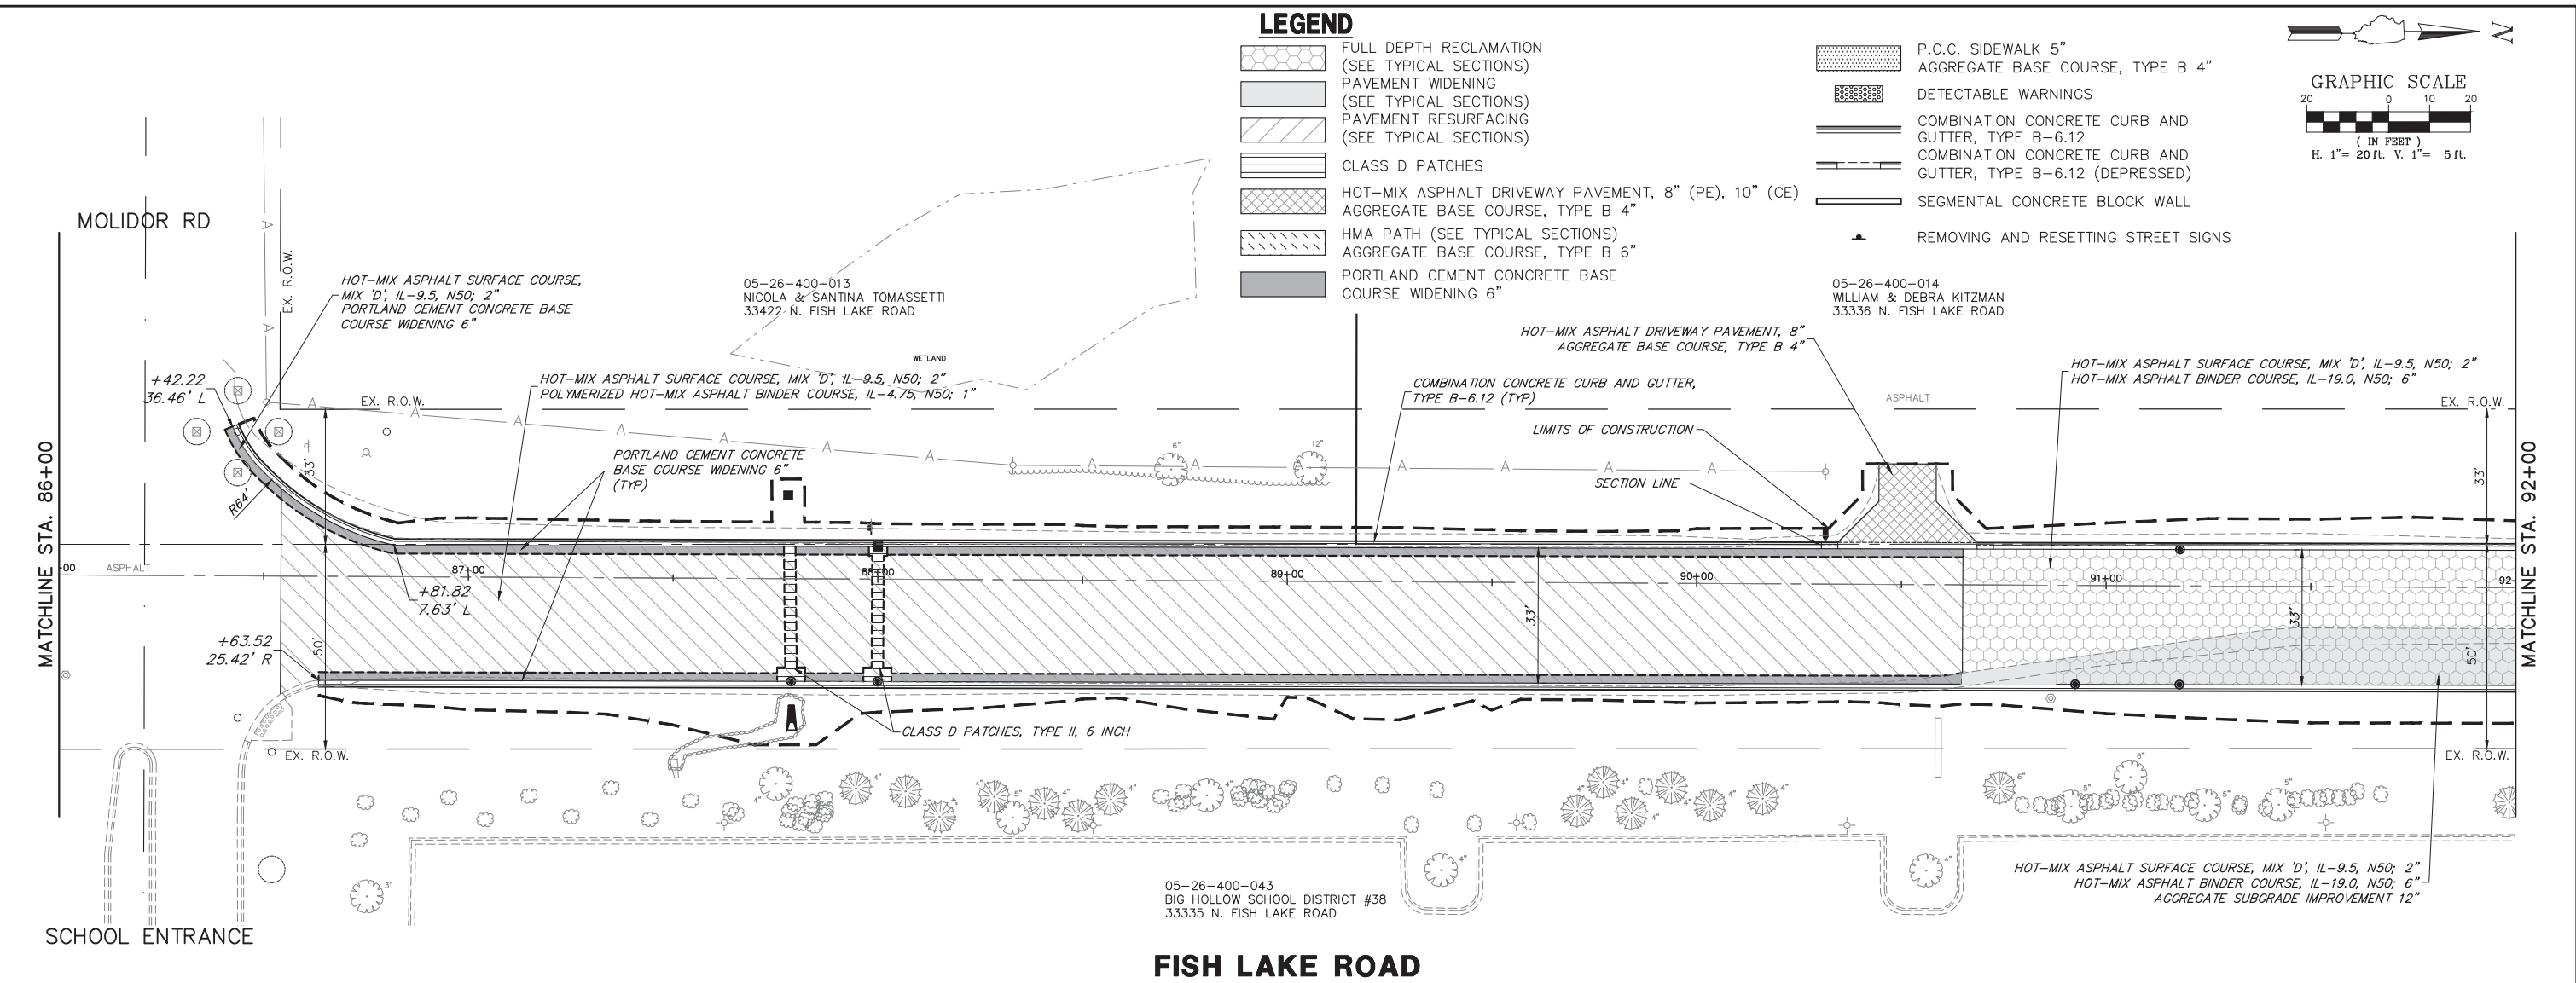 LEGEND
FULL DEPTH RECLAMATION
(SEE TYPICAL SECTIONS)
PAVEMENT WIDENING
(SEE TYPICAL SECTIONS)
PAVEMENT RESURFACING
(SEE TYPICAL SECTIONS)
CLASS D PATCHES
HOT-MIX ASPHALT DRIVEWAY PAVEMENT, 8" (PE), 10" (CE)
AGGREGATE BASE COURSE, TYPE B 4"
HMA PATH (SEE TYPICAL SECTIONS)
AGGREGATE BASE COURSE, TYPE B 6"
PORTLAND CEMENT CONCRETE BASE
COURSE WIDENING 6"
P.C.C. SIDEWALK 5"
AGGREGATE BASE COURSE, TYPE B 4"
DETECTABLE WARNINGS
COMBINATION CONCRETE CURB AND
GUTTER, TYPE B-6.12
COMBINATION CONCRETE CURB AND
GUTTER, TYPE B-6.12 (DEPRESSED)
SEGMENTAL CONCRETE BLOCK WALL
REMOVING AND RESETTING STREET SIGNS
N
GRAPHIC SCALE
20 0 10 20
( IN FEET )
H. 1"= 20 ft. V. 1"= 5 ft.
MOLIDOR RD
EX. R.O.W.
HOT-MIX ASPHALT SURFACE COURSE,
MIX 'D', IL-9.5, N50; 2"
PORTLAND CEMENT CONCRETE BASE
COURSE WIDENING 6"
05-26-400-013
NICOLA & SANTINA TOMASSETTI
33422 N. FISH LAKE ROAD
WETLAND
05-26-400-014
WILLIAM & DEBRA KITZMAN
33336 N. FISH LAKE ROAD
HOT-MIX ASPHALT DRIVEWAY PAVEMENT, 8"
AGGREGATE BASE COURSE, TYPE B 4"
HOT-MIX ASPHALT SURFACE COURSE, MIX 'D', IL-9.5, N50; 2"
HOT-MIX ASPHALT BINDER COURSE, IL-19.0, N50; 6"
+42.22
36.46' L
HOT-MIX ASPHALT SURFACE COURSE, MIX 'D', IL-9.5, N50; 2"
POLYMERIZED HOT-MIX ASPHALT BINDER COURSE, IL-4.75, N50; 1"
COMBINATION CONCRETE CURB AND GUTTER,
TYPE B-6.12 (TYP)
EX. R.O.W.
ASPHALT
EX. R.O.W.
LIMITS OF CONSTRUCTION
SECTION LINE
PORTLAND CEMENT CONCRETE
BASE COURSE WIDENING 6"
(TYP)
6"
12"
33'
33'
R64'
MATCHLINE STA. 86+00
MATCHLINE STA. 92+00
ASPHALT
00
87+00
88+00
89+00
90+00
91+00
92
+81.82
7.63' L
+63.52
25.42' R
50'
33'
33'
50'
CLASS D PATCHES, TYPE II, 6 INCH
EX. R.O.W.
EX. R.O.W.
05-26-400-043
BIG HOLLOW SCHOOL DISTRICT #38
33335 N. FISH LAKE ROAD
HOT-MIX ASPHALT SURFACE COURSE, MIX 'D', IL-9.5, N50; 2"
HOT-MIX ASPHALT BINDER COURSE, IL-19.0, N50; 6"
AGGREGATE SUBGRADE IMPROVEMENT 12"
SCHOOL ENTRANCE
FISH LAKE ROAD